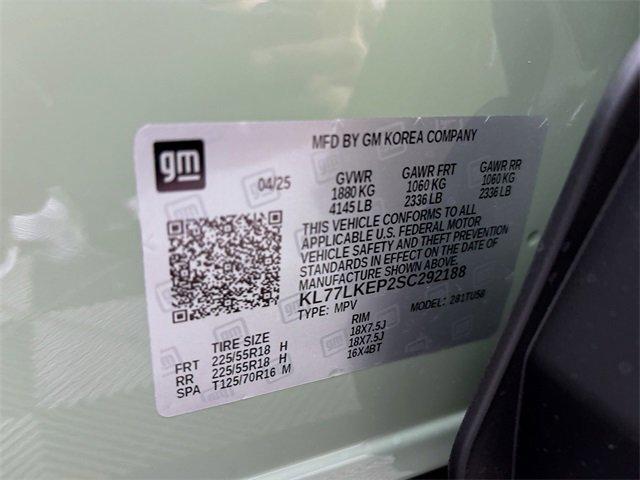 gm
MFD BY GM KOREA COMPANY
04/25
GVWR GAWR FRT GAWR RR
1880 KG 1060 KG 1060 KG
4145 LB 2336 LB 2336 LB
THIS VEHICLE CONFORMS TO ALL
APPLICABLE U.S. FEDERAL MOTOR
VEHICLE SAFETY AND THEFT PREVENTION
STANDARDS IN EFFECT ON THE DATE OF
MANUFACTURE SHOWN ABOVE.
KL77LKEP2SC292188
TYPE: MPV MODEL: 281TU58
TIRE SIZE RIM
FRT 225/55R18 H 18X7.5J
RR 225/55R18 H 18X7.5J
SPA T125/70R16 M 16X4BT